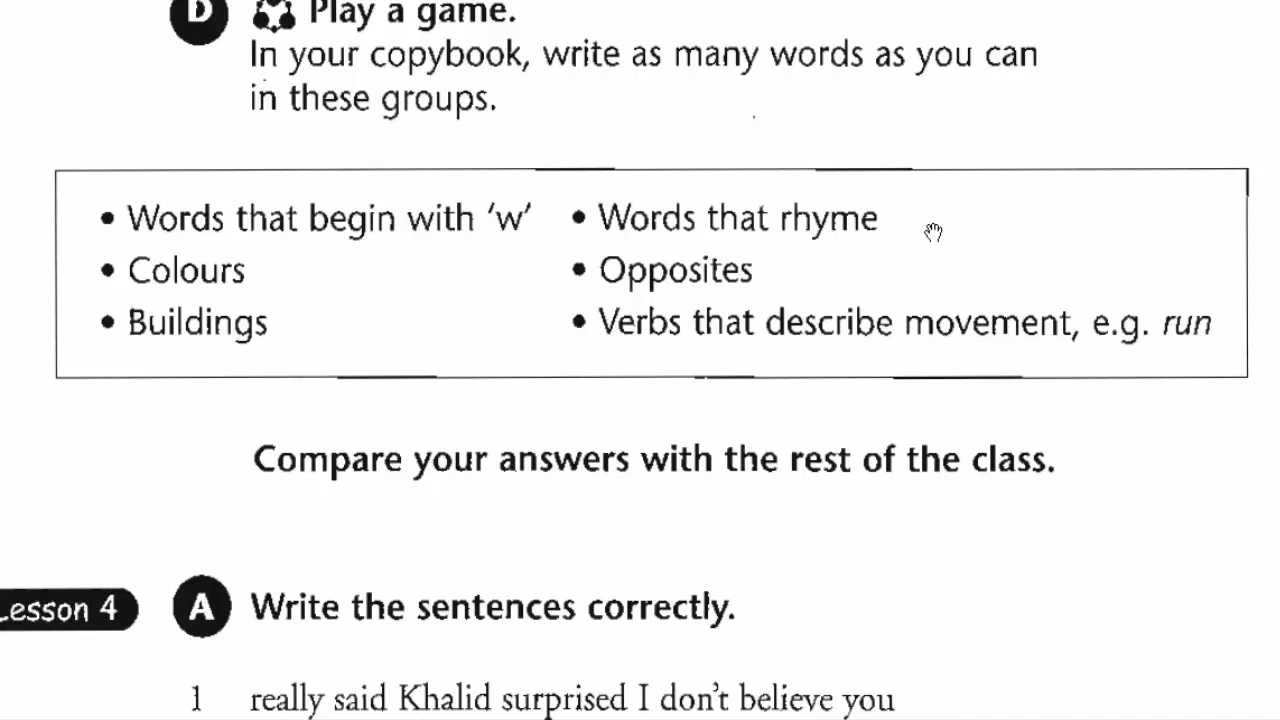 D Play a game.
In your copybook, write as many words as you can
in these groups.
• Words that begin with ‘w’ • Words that rhyme
• Colours • Opposites
• Buildings • Verbs that describe movement, e.g. run
Compare your answers with the rest of the class.
Lesson 4 A Write the sentences correctly.
1 really said Khalid surprised I don’t believe you